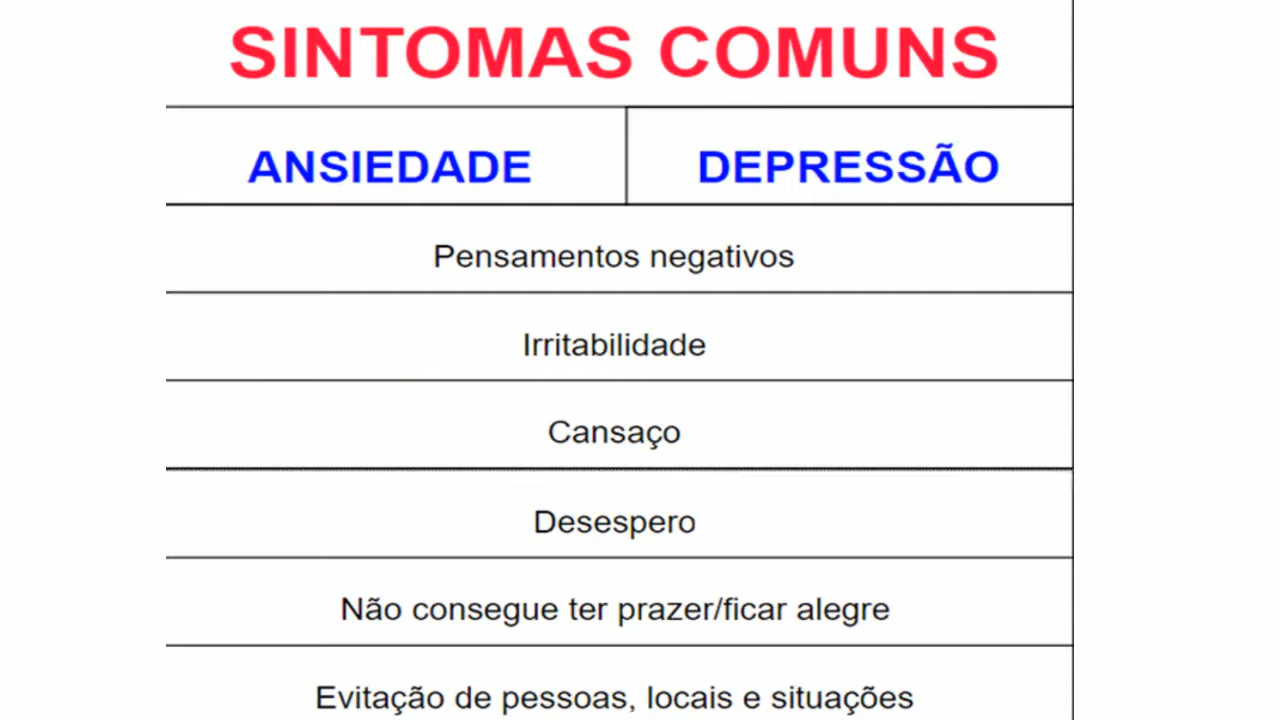 SINTOMAS COMUNS
ANSIEDADE DEPRESSÃO
Pensamentos negativos
Irritabilidade
Cansaço
Desespero
Não consegue ter prazer/ficar alegre
Evitação de pessoas, locais e situações